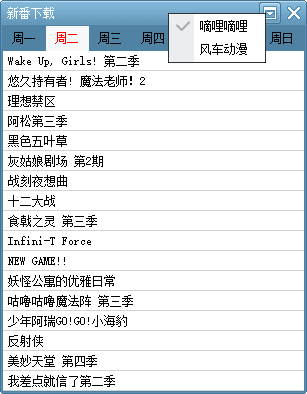 新番下载
周一 周二 周三 周四 周日
嘀哩嘀哩
风车动漫
Wake Up, Girls! 第二季
悠久持有者! 魔法老师! 2
理想禁区
阿松第三季
黑色五叶草
灰姑娘剧场 第2期
战刻夜想曲
十二大战
食戟之灵 第三季
Infini-T Force
NEW GAME!!
妖怪公寓的优雅日常
咕噜咕噜魔法阵 第三季
少年阿瑞GO!GO!小海豹
反射侠
美妙天堂 第四季
我差点就信了第二季